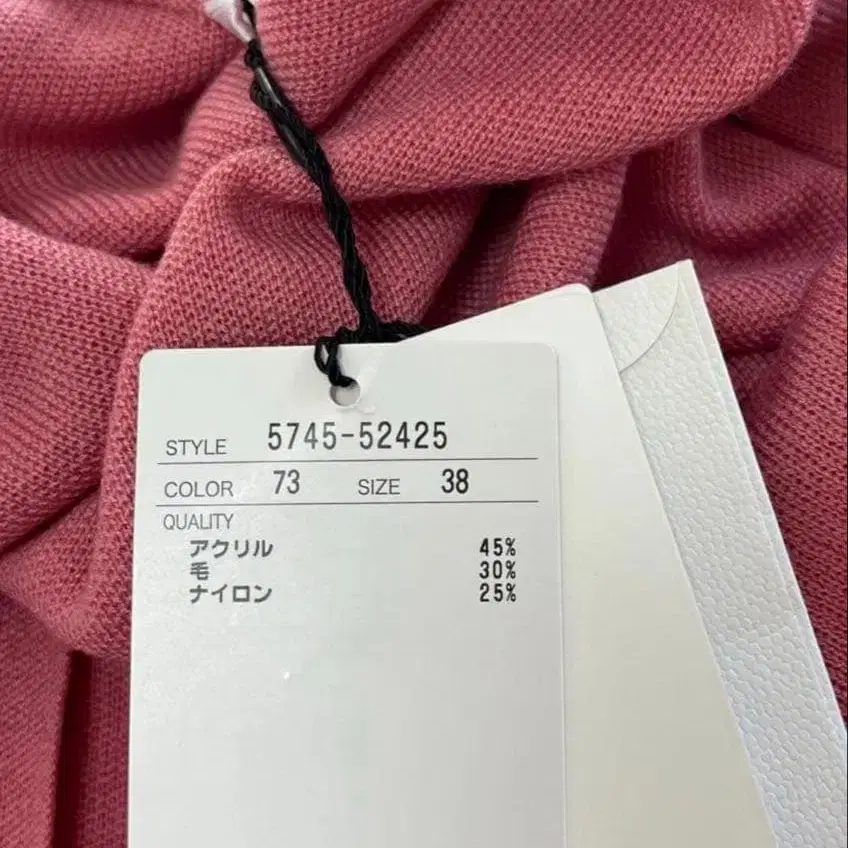 STYLE 5745-52425
COLOR 73 SIZE 38
QUALITY
アクリル 45%
毛 30%
ナイロン 25%